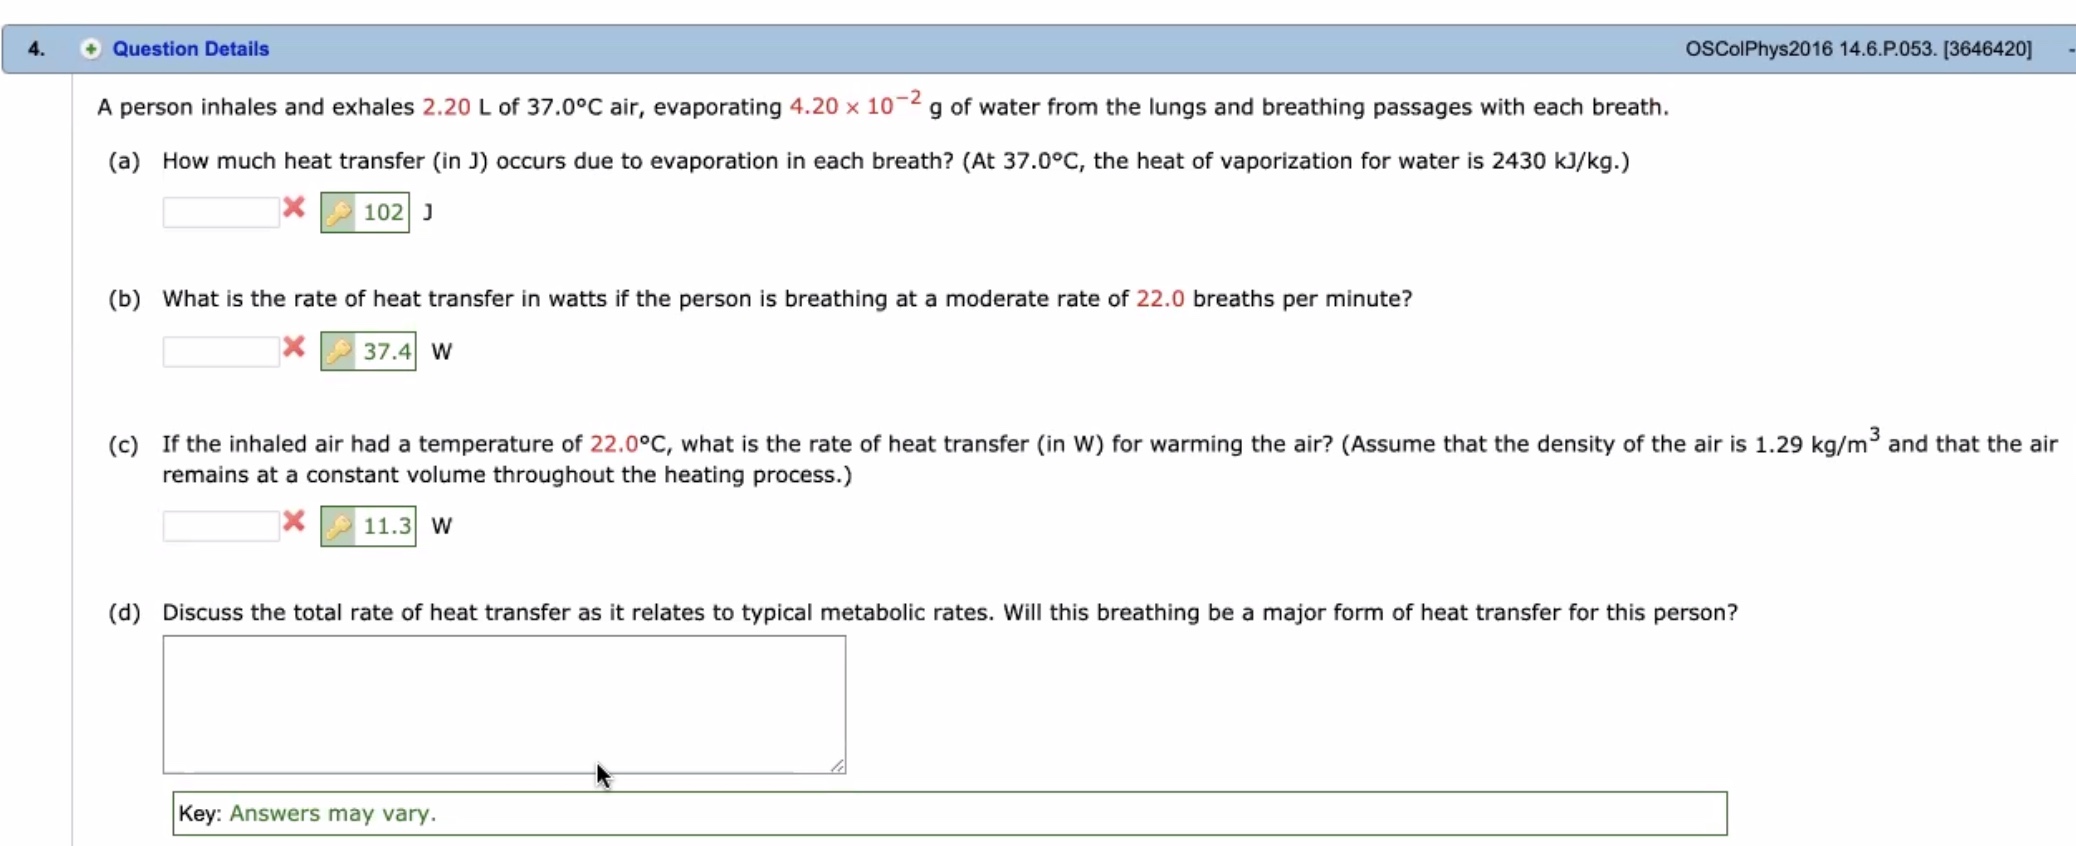 4. Question Details OSColPhys2016 14.6.P.053. [3646420] -
A person inhales and exhales 2.20 L of 37.0°C air, evaporating 4.20 × 10⁻² g of water from the lungs and breathing passages with each breath.
(a) How much heat transfer (in J) occurs due to evaporation in each breath? (At 37.0°C, the heat of vaporization for water is 2430 kJ/kg.)
102 J
(b) What is the rate of heat transfer in watts if the person is breathing at a moderate rate of 22.0 breaths per minute?
37.4 W
(c) If the inhaled air had a temperature of 22.0°C, what is the rate of heat transfer (in W) for warming the air? (Assume that the density of the air is 1.29 kg/m³ and that the air
remains at a constant volume throughout the heating process.)
11.3 W
(d) Discuss the total rate of heat transfer as it relates to typical metabolic rates. Will this breathing be a major form of heat transfer for this person?
Key: Answers may vary.